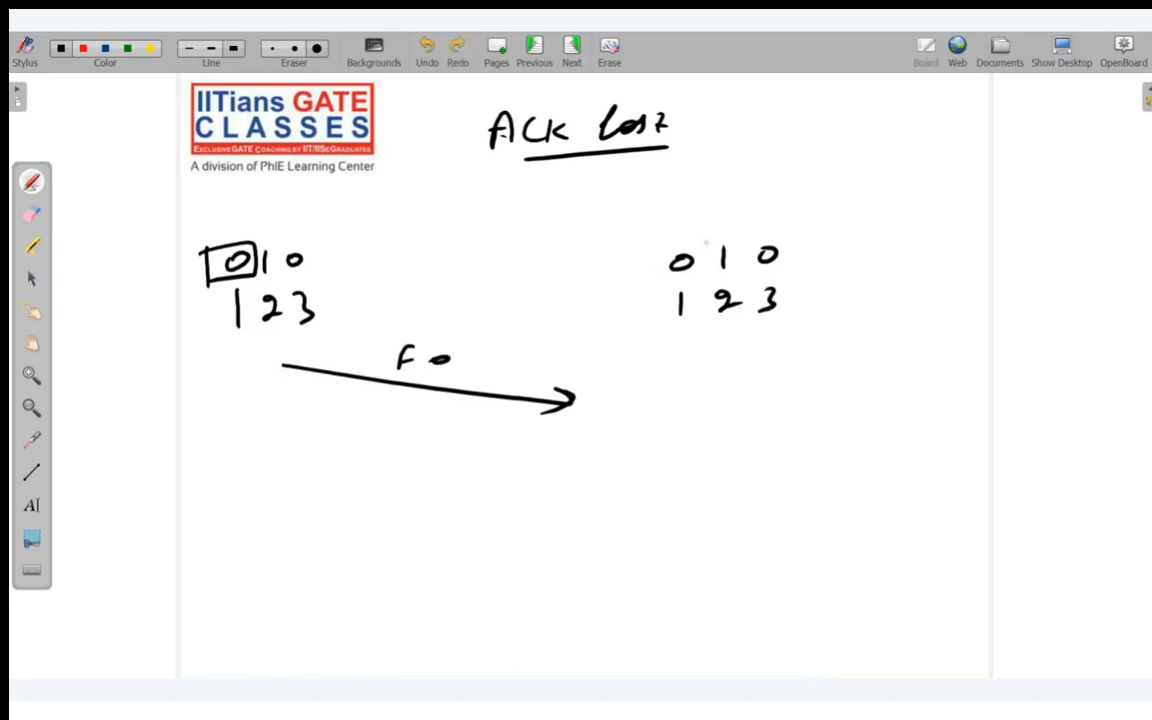 Stylus Color Line Eraser Backgrounds Undo Redo Pages Previous Next Erase Board Web Documents Show Desktop OpenBoard
IITians GATE
CLASSES
EXCLUSIVE GATE COACHING BY IIT/IISc GRADUATES
A division of PhIE Learning Center
ACK Lost
0 1 0
1 2 3
0 1 0
1 2 3
F 0
AI